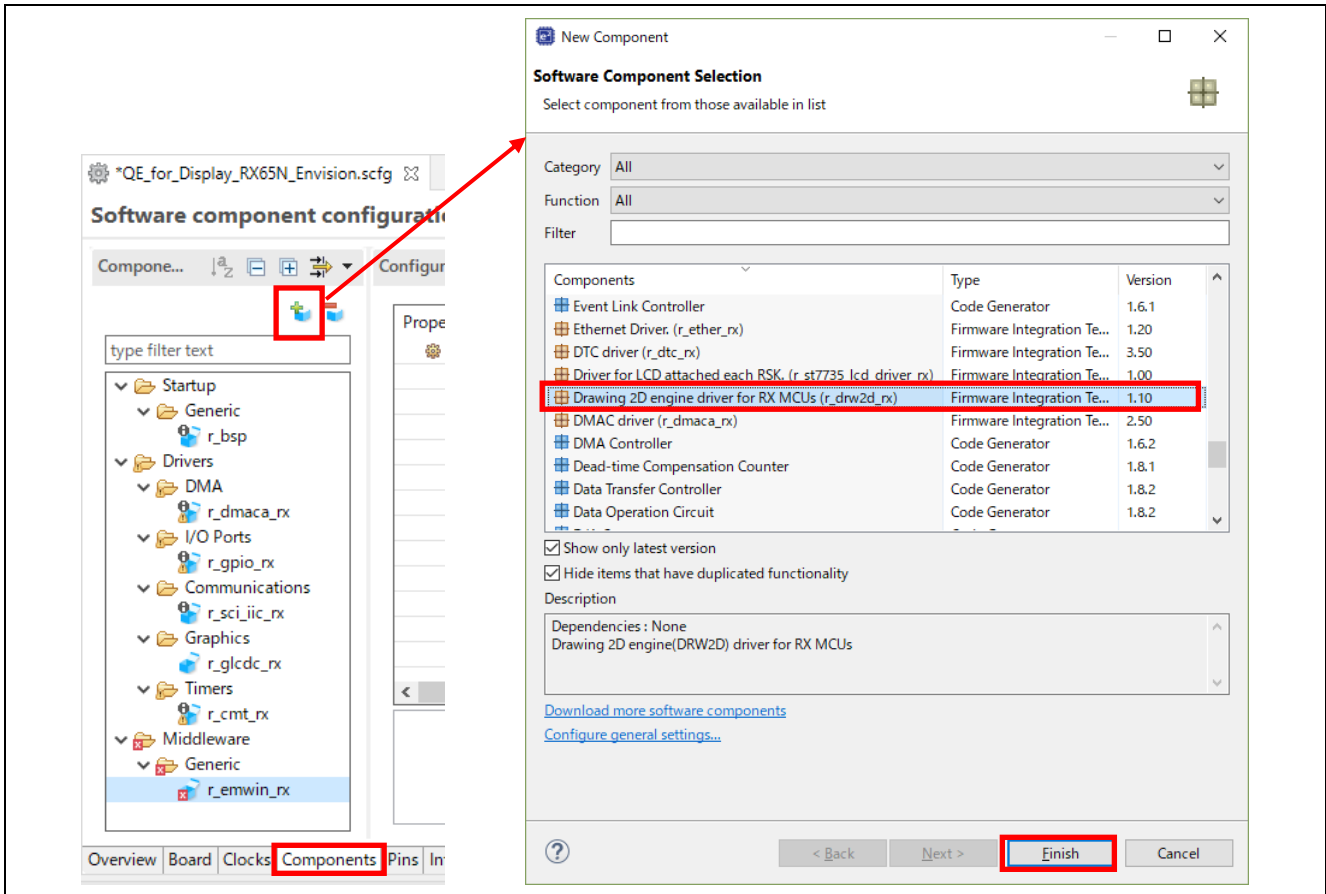 *QE_for_Display_RX65N_Envision.scfg
Software component configurati
Compone...
Configur
type filter text
Prope
Startup
Generic
r_bsp
Drivers
DMA
r_dmaca_rx
I/O Ports
r_gpio_rx
Communications
r_sci_iic_rx
Graphics
r_glcdc_rx
Timers
r_cmt_rx
Middleware
Generic
r_emwin_rx
Overview Board Clocks Components Pins Int
New Component
Software Component Selection
Select component from those available in list
Category All
Function All
Filter
Components Type Version
Event Link Controller Code Generator 1.6.1
Ethernet Driver. (r_ether_rx) Firmware Integration Te... 1.20
DTC driver (r_dtc_rx) Firmware Integration Te... 3.50
Driver for LCD attached each RSK. (r_st7735_lcd_driver_rx) Firmware Integration Te... 1.00
Drawing 2D engine driver for RX MCUs (r_drw2d_rx) Firmware Integration Te... 1.10
DMAC driver (r_dmaca_rx) Firmware Integration Te... 2.50
DMA Controller Code Generator 1.6.2
Dead-time Compensation Counter Code Generator 1.8.1
Data Transfer Controller Code Generator 1.8.2
Data Operation Circuit Code Generator 1.8.2
Show only latest version
Hide items that have duplicated functionality
Description
Dependencies : None
Drawing 2D engine(DRW2D) driver for RX MCUs
Download more software components
Configure general settings...
< Back Next > Finish Cancel